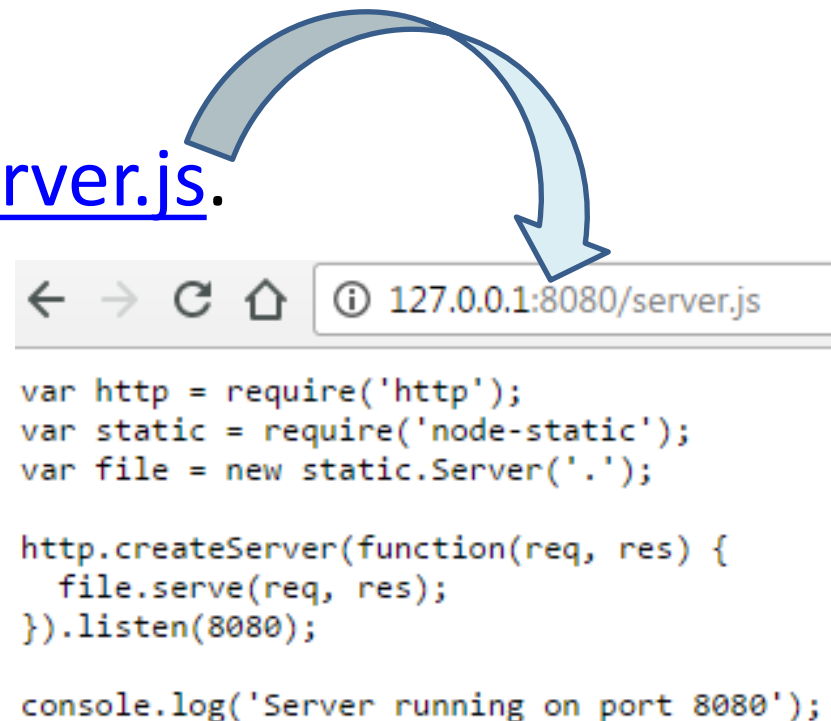 rver.js.
127.0.0.1:8080/server.js
var http = require('http');
var static = require('node-static');
var file = new static.Server('.');
http.createServer(function(req, res) {
  file.serve(req, res);
}).listen(8080);
console.log('Server running on port 8080');